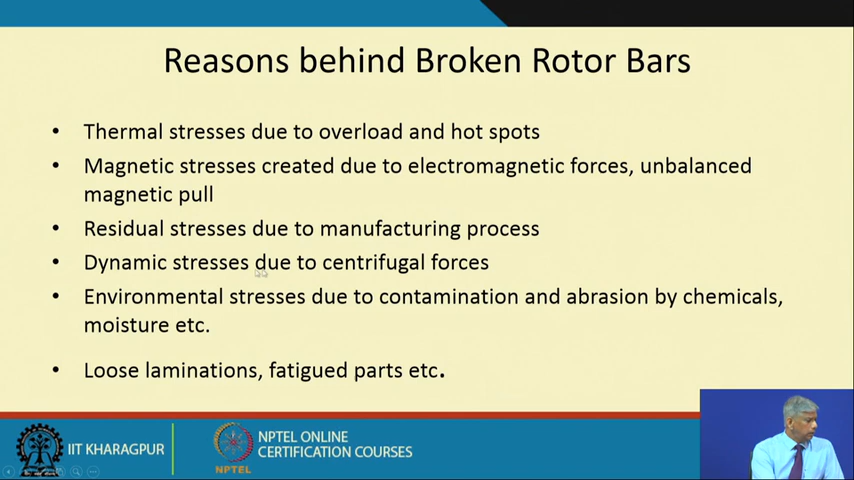 Reasons behind Broken Rotor Bars
• Thermal stresses due to overload and hot spots
• Magnetic stresses created due to electromagnetic forces, unbalanced
magnetic pull
• Residual stresses due to manufacturing process
• Dynamic stresses due to centrifugal forces
• Environmental stresses due to contamination and abrasion by chemicals,
moisture etc.
• Loose laminations, fatigued parts etc.
IIT KHARAGPUR
NPTEL
NPTEL ONLINE
CERTIFICATION COURSES